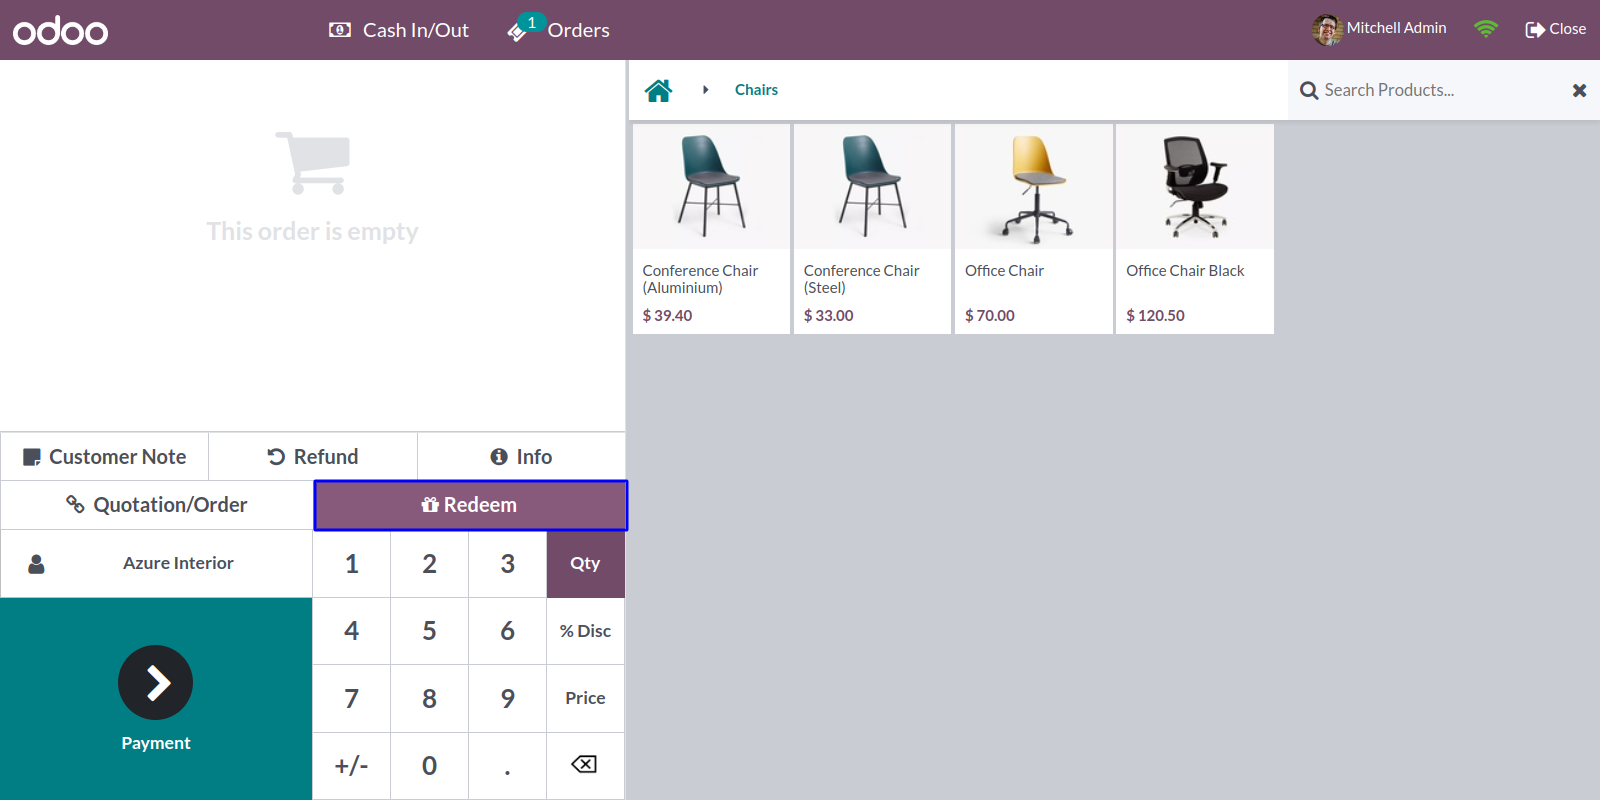 odoo
Cash In/Out
1
Orders
Mitchell Admin
Close
Chairs
Search Products...
This order is empty
Conference Chair
(Aluminium)
$ 39.40
Conference Chair
(Steel)
$ 33.00
Office Chair
$ 70.00
Office Chair Black
$ 120.50
Customer Note
Refund
Info
Quotation/Order
Redeem
Azure Interior
1 2 3 Qty
4 5 6 % Disc
7 8 9 Price
+/- 0 .
Payment